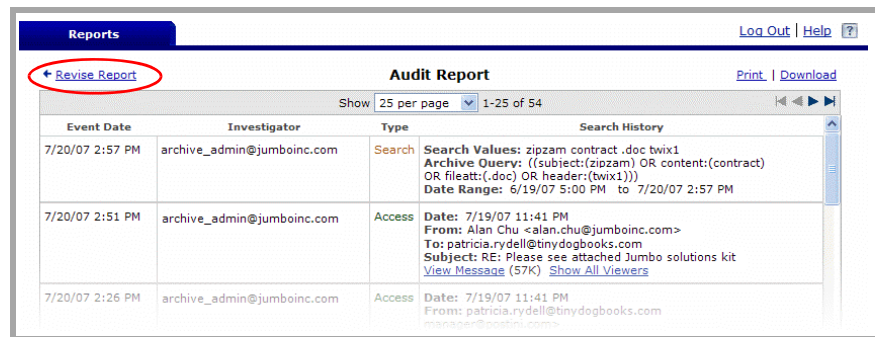 Reports
Log Out | Help ?
Revise Report
Audit Report
Print | Download
Show 25 per page 1-25 of 54
Event Date Investigator Type Search History
7/20/07 2:57 PM archive_admin@jumboinc.com Search Search Values: zipzam contract .doc twix1
Archive Query: ((subject:(zipzam) OR content:(contract)
OR fileatt:(.doc) OR header:(twix1)))
Date Range: 6/19/07 5:00 PM to 7/20/07 2:57 PM
7/20/07 2:51 PM archive_admin@jumboinc.com Access Date: 7/19/07 11:41 PM
From: Alan Chu <alan.chu@jumboinc.com>
To: patricia.rydell@tinydogbooks.com
Subject: RE: Please see attached Jumbo solutions kit
View Message (57K) Show All Viewers
7/20/07 2:26 PM archive_admin@jumboinc.com Access Date: 7/19/07 11:41 PM
From: patricia.rydell@tinydogbooks.com
manager@postini.com>